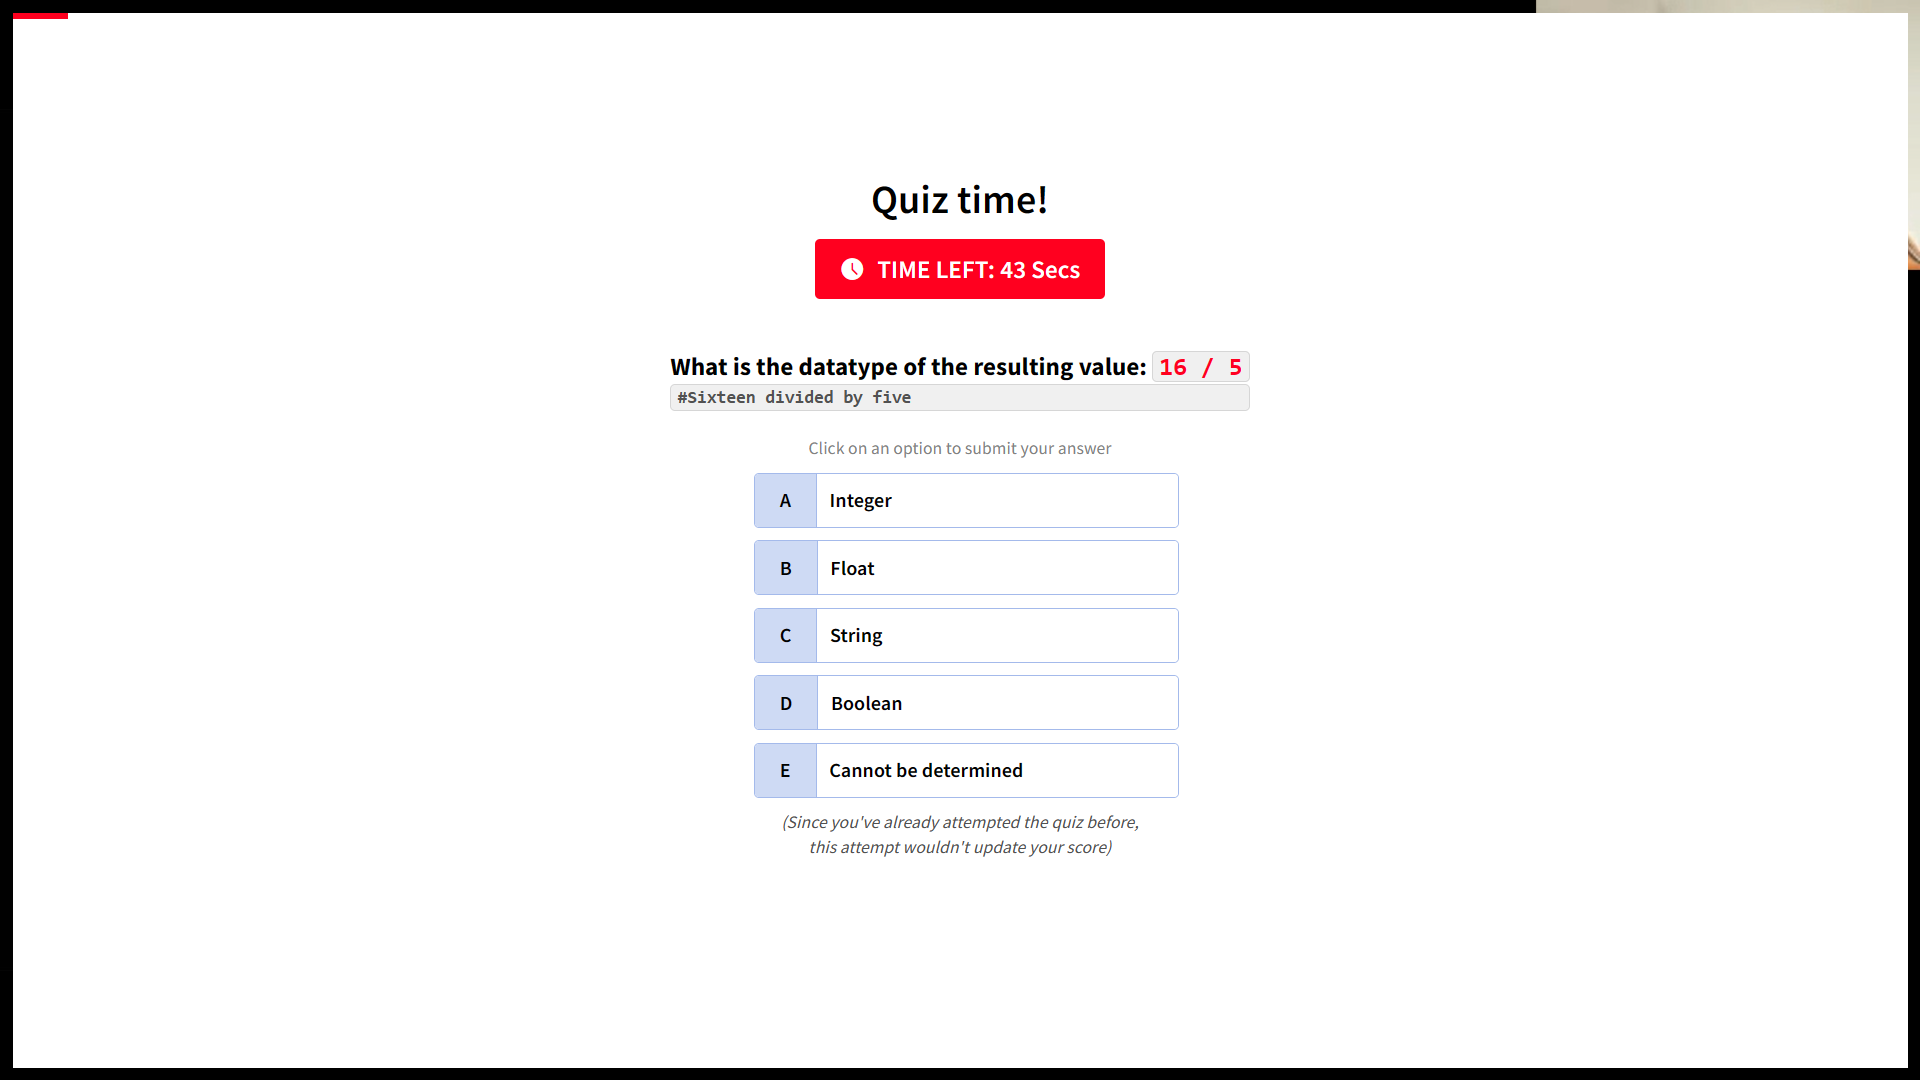 Quiz time!
TIME LEFT: 43 Secs
What is the datatype of the resulting value: 16 / 5
#Sixteen divided by five
Click on an option to submit your answer
A Integer
B Float
C String
D Boolean
E Cannot be determined
(Since you've already attempted the quiz before,
this attempt wouldn't update your score)